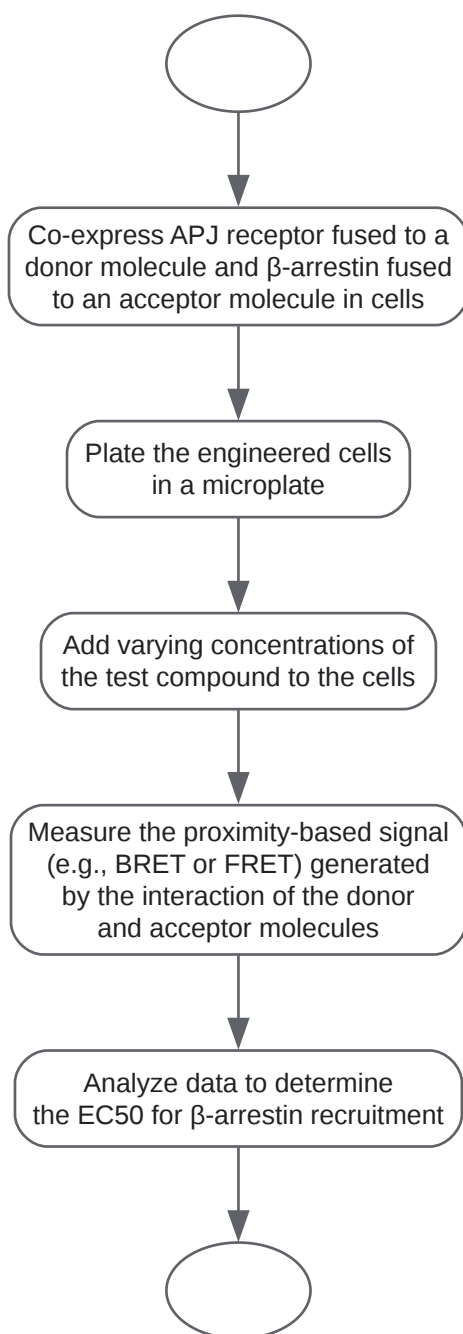 Co-express APJ receptor fused to a
donor molecule and β-arrestin fused
to an acceptor molecule in cells
Plate the engineered cells
in a microplate
Add varying concentrations of
the test compound to the cells
Measure the proximity-based signal
(e.g., BRET or FRET) generated
by the interaction of the donor
and acceptor molecules
Analyze data to determine
the EC50 for β-arrestin recruitment